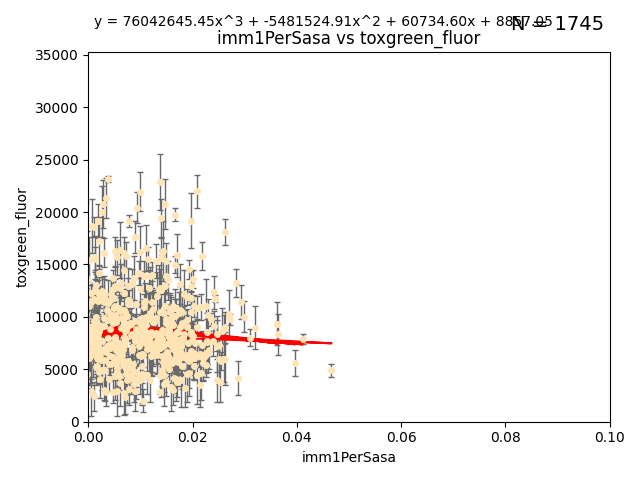 y = 76042645.45x^3 + -5481524.91x^2 + 60734.60x + 8857.05
N = 1745
imm1PerSasa vs toxgreen_fluor
35000
30000
25000
20000
15000
10000
5000
0
toxgreen_fluor
0.00 0.02 0.04 0.06 0.08 0.10
imm1PerSasa